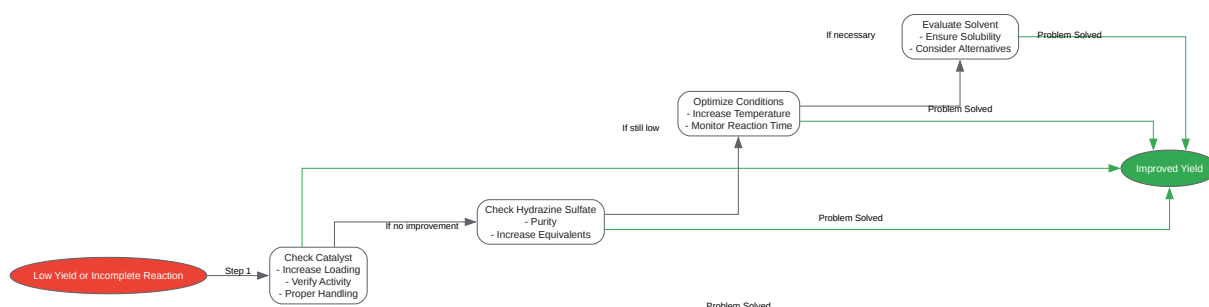 Evaluate Solvent
- Ensure Solubility
- Consider Alternatives
If necessary
Problem Solved
Optimize Conditions
- Increase Temperature
- Monitor Reaction Time
Problem Solved
If still low
Improved Yield
Check Hydrazine Sulfate
- Purity
- Increase Equivalents
Problem Solved
If no improvement
Check Catalyst
- Increase Loading
- Verify Activity
- Proper Handling
Low Yield or Incomplete Reaction
Step 1
Problem Solved